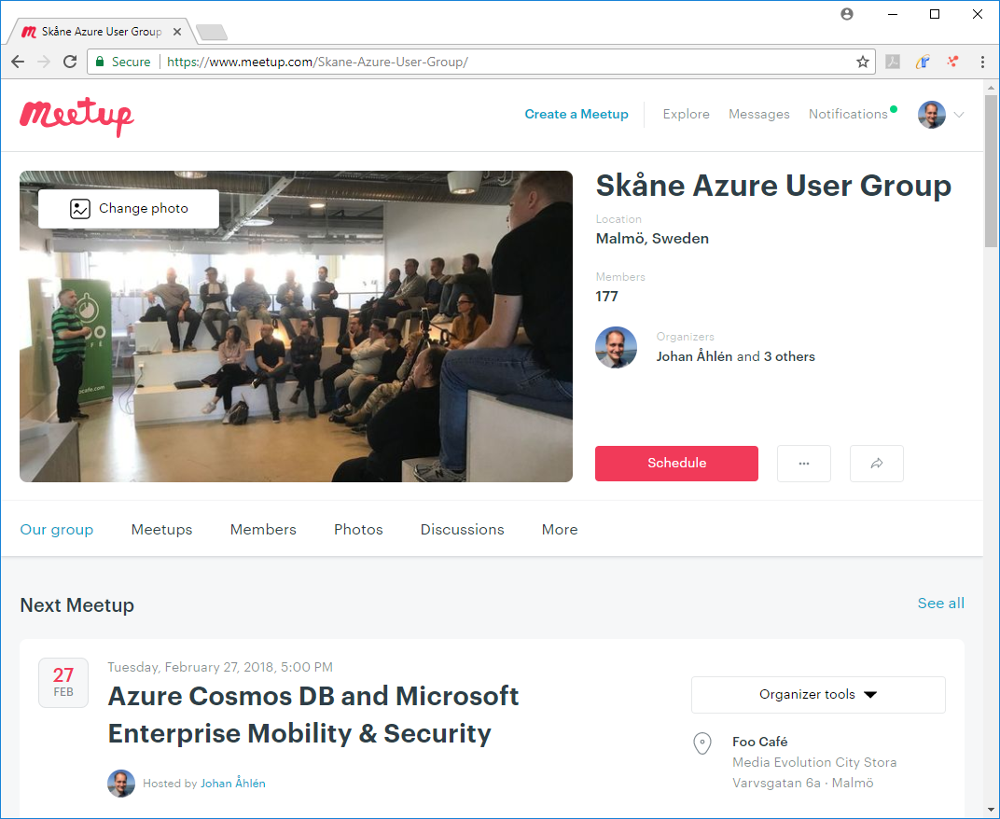 Skåne Azure User Group
Secure
https://www.meetup.com/Skane-Azure-User-Group/
meetup
Create a Meetup
Explore
Messages
Notifications
Change photo
Skåne Azure User Group
Location
Malmö, Sweden
Members
177
Organizers
Johan Åhlén and 3 others
Schedule
Our group
Meetups
Members
Photos
Discussions
More
Next Meetup
See all
27
FEB
Tuesday, February 27, 2018, 5:00 PM
Azure Cosmos DB and Microsoft
Enterprise Mobility & Security
Hosted by Johan Åhlén
Organizer tools
Foo Café
Media Evolution City Stora
Varvsgatan 6a · Malmö